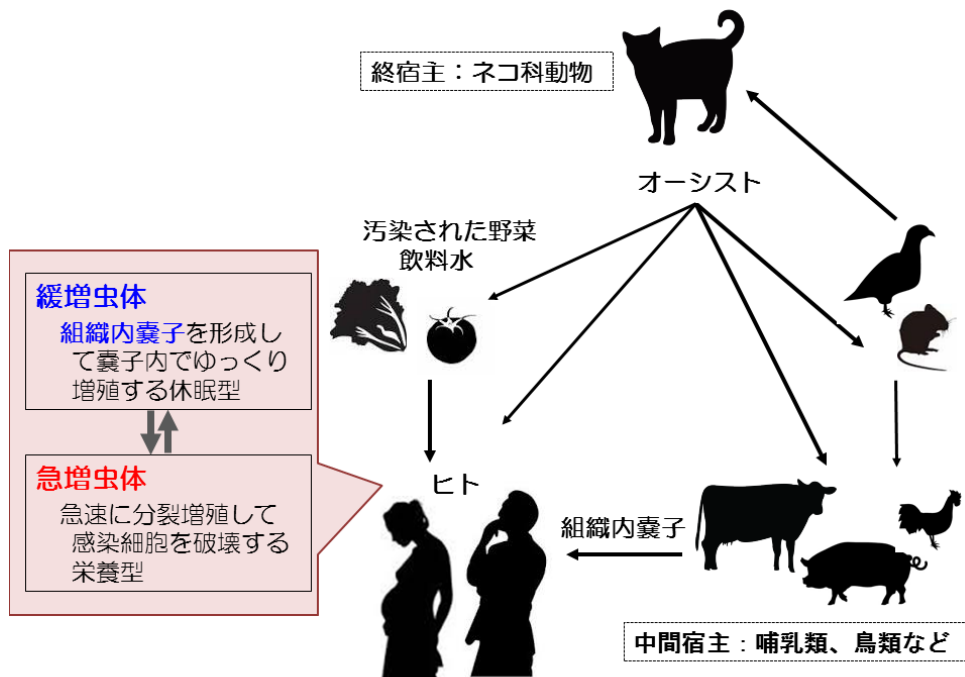 終宿主：ネコ科動物
オーシスト
汚染された野菜
飲料水
緩増虫体
組織内嚢子を形成し
て嚢子内でゆっくり
増殖する休眠型
急増虫体
急速に分裂増殖して
感染細胞を破壊する
栄養型
ヒト
組織内嚢子
中間宿主：哺乳類、鳥類など